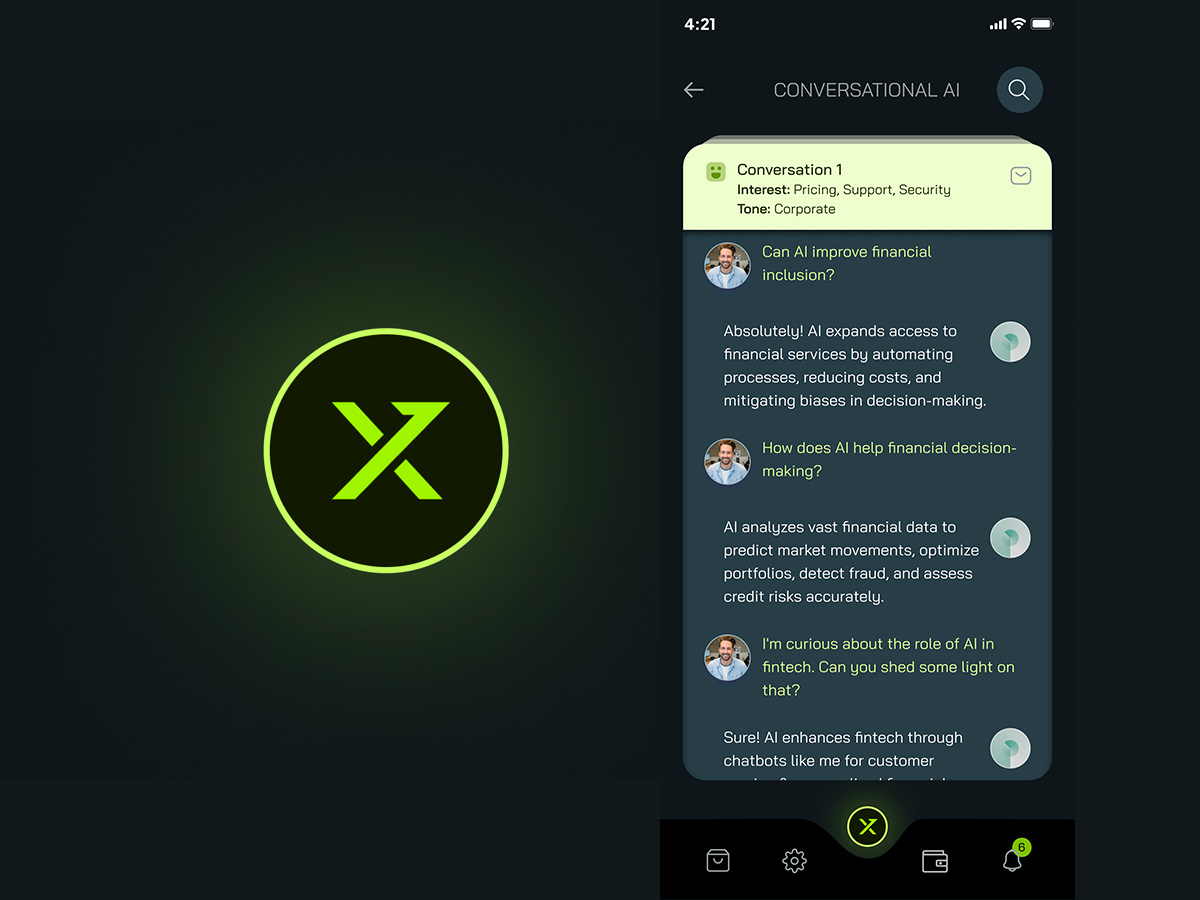 4:21
CONVERSATIONAL AI
Conversation 1
Interest: Pricing, Support, Security
Tone: Corporate
Can AI improve financial
inclusion?
Absolutely! AI expands access to
financial services by automating
processes, reducing costs, and
mitigating biases in decision-making.
How does AI help financial decision-
making?
AI analyzes vast financial data to
predict market movements, optimize
portfolios, detect fraud, and assess
credit risks accurately.
I'm curious about the role of AI in
fintech. Can you shed some light on
that?
Sure! AI enhances fintech through
chatbots like me for customer
6